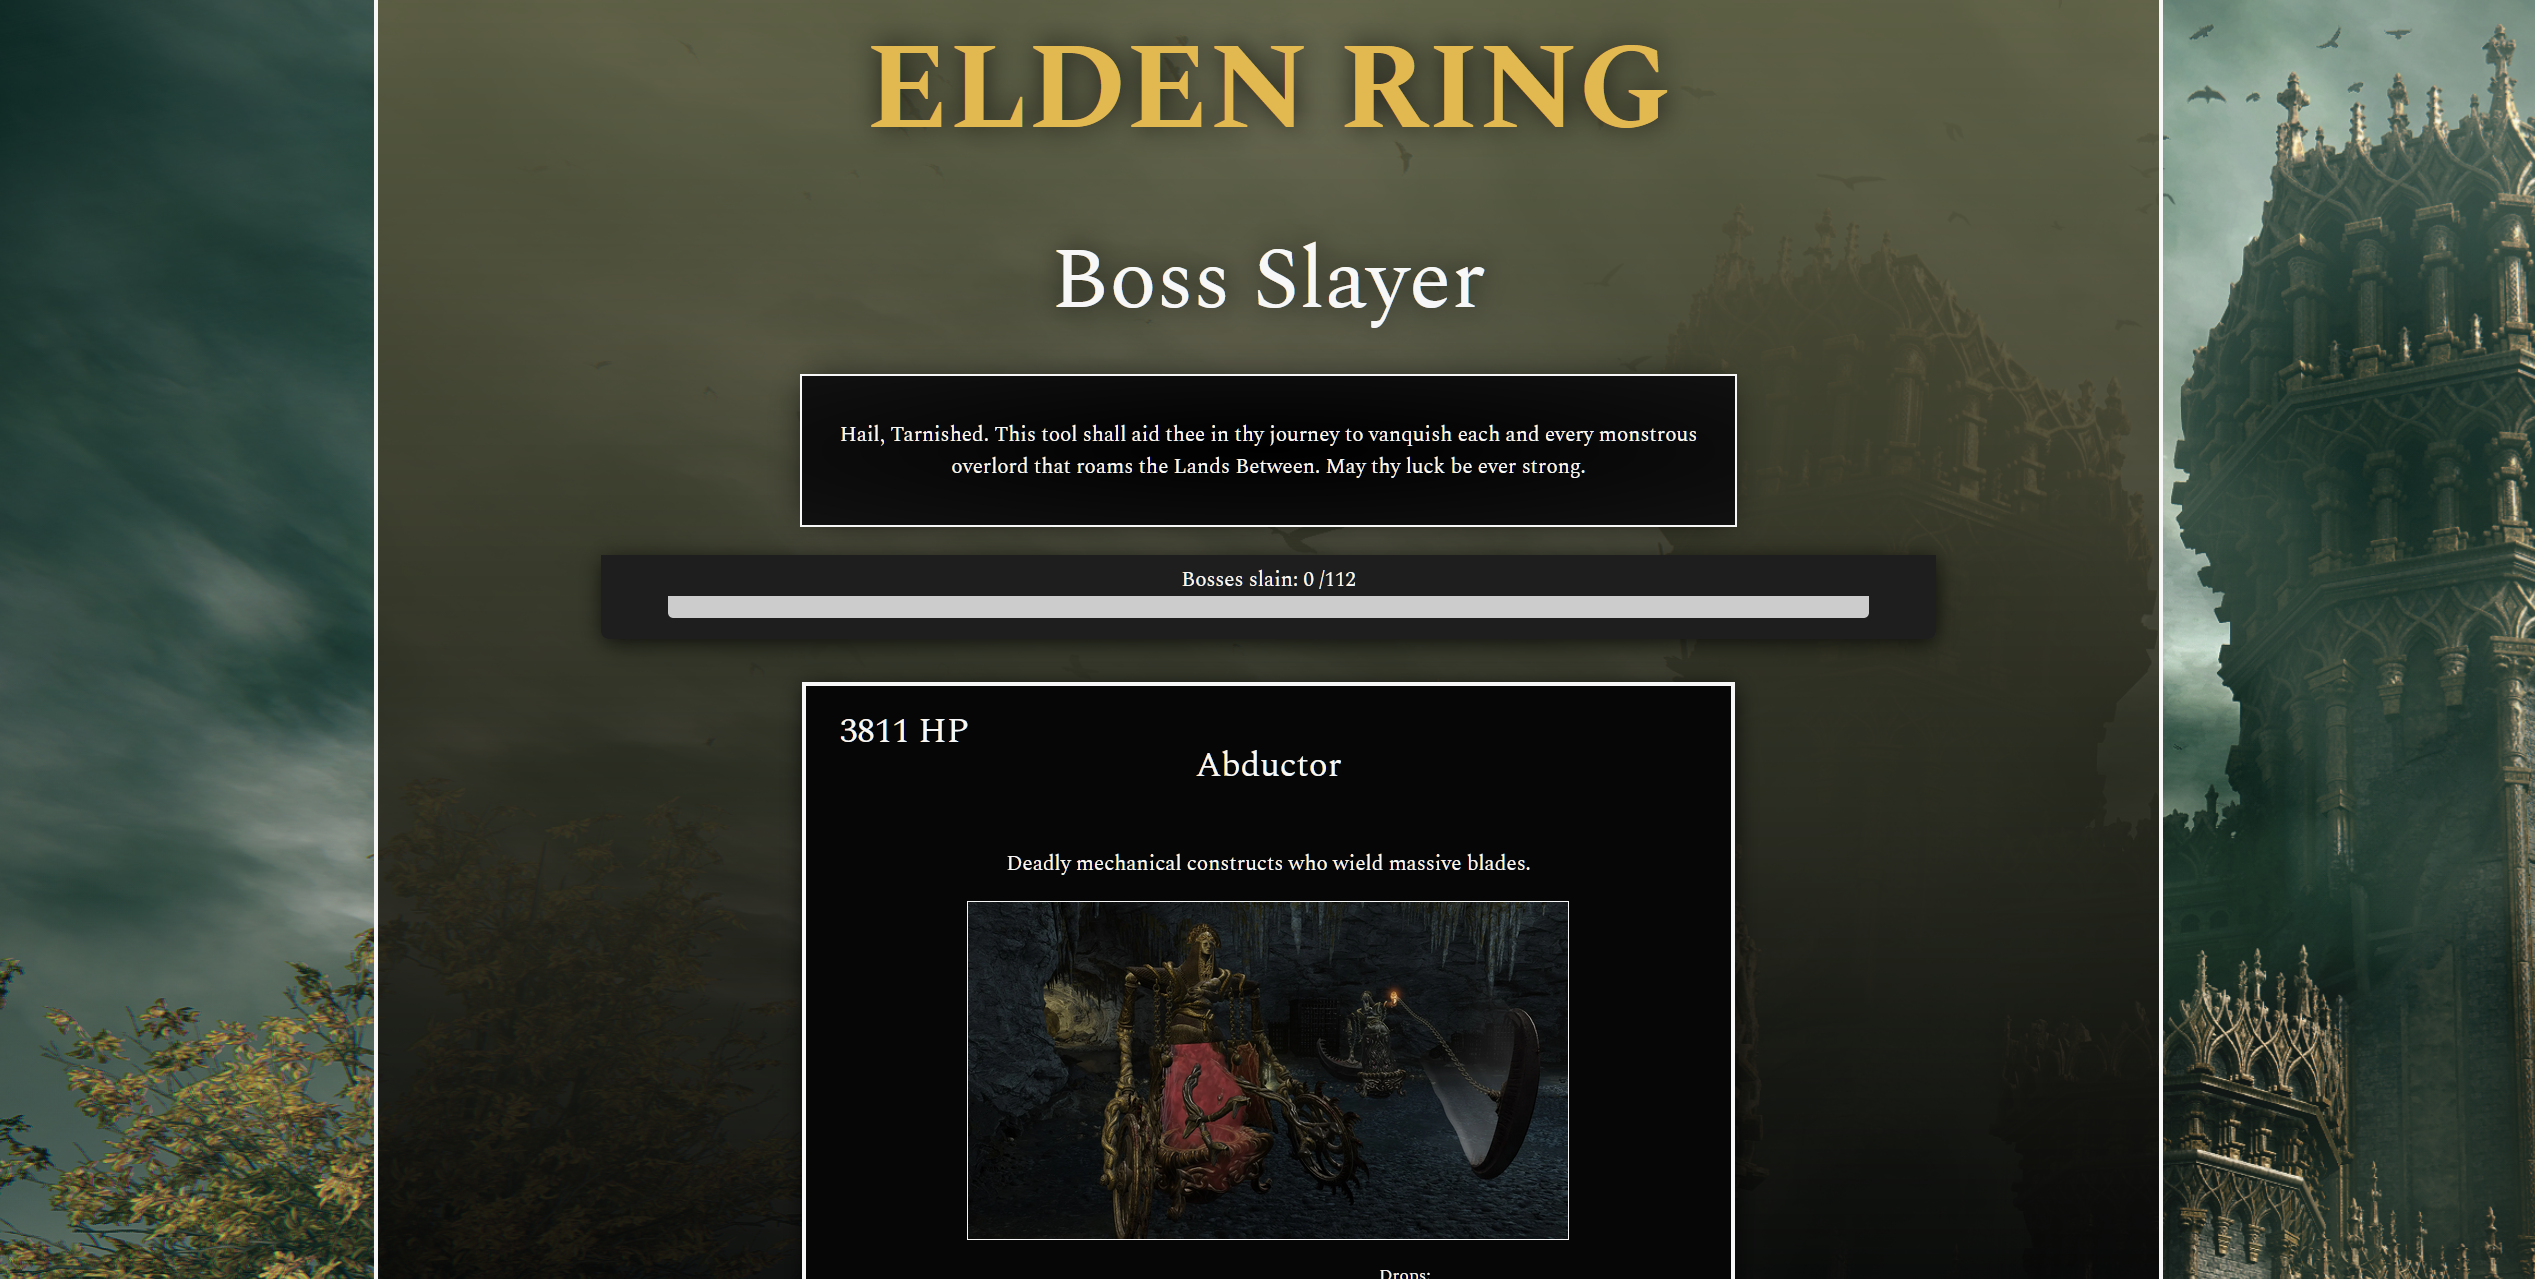 ELDEN RING
Boss Slayer
Hail, Tarnished. This tool shall aid thee in thy journey to vanquish each and every monstrous
overlord that roams the Lands Between. May thy luck be ever strong.
Bosses slain: 0 /112
3811 HP
Abductor
Deadly mechanical constructs who wield massive blades.
Drops: